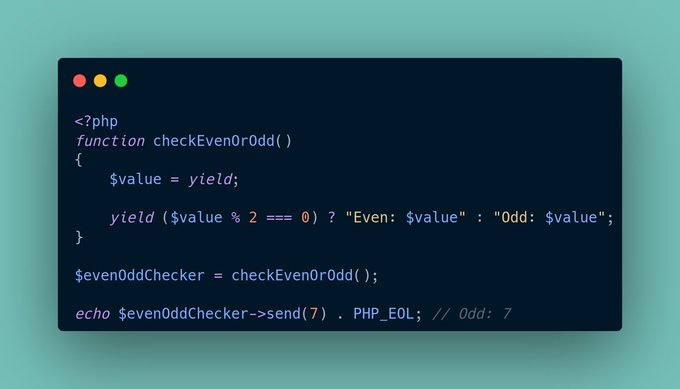 <?php
function checkEvenOrOdd()
{
    $value = yield;
    yield ($value % 2 === 0) ? "Even: $value" : "Odd: $value";
}
$evenOddChecker = checkEvenOrOdd();
echo $evenOddChecker->send(7) . PHP_EOL; // Odd: 7